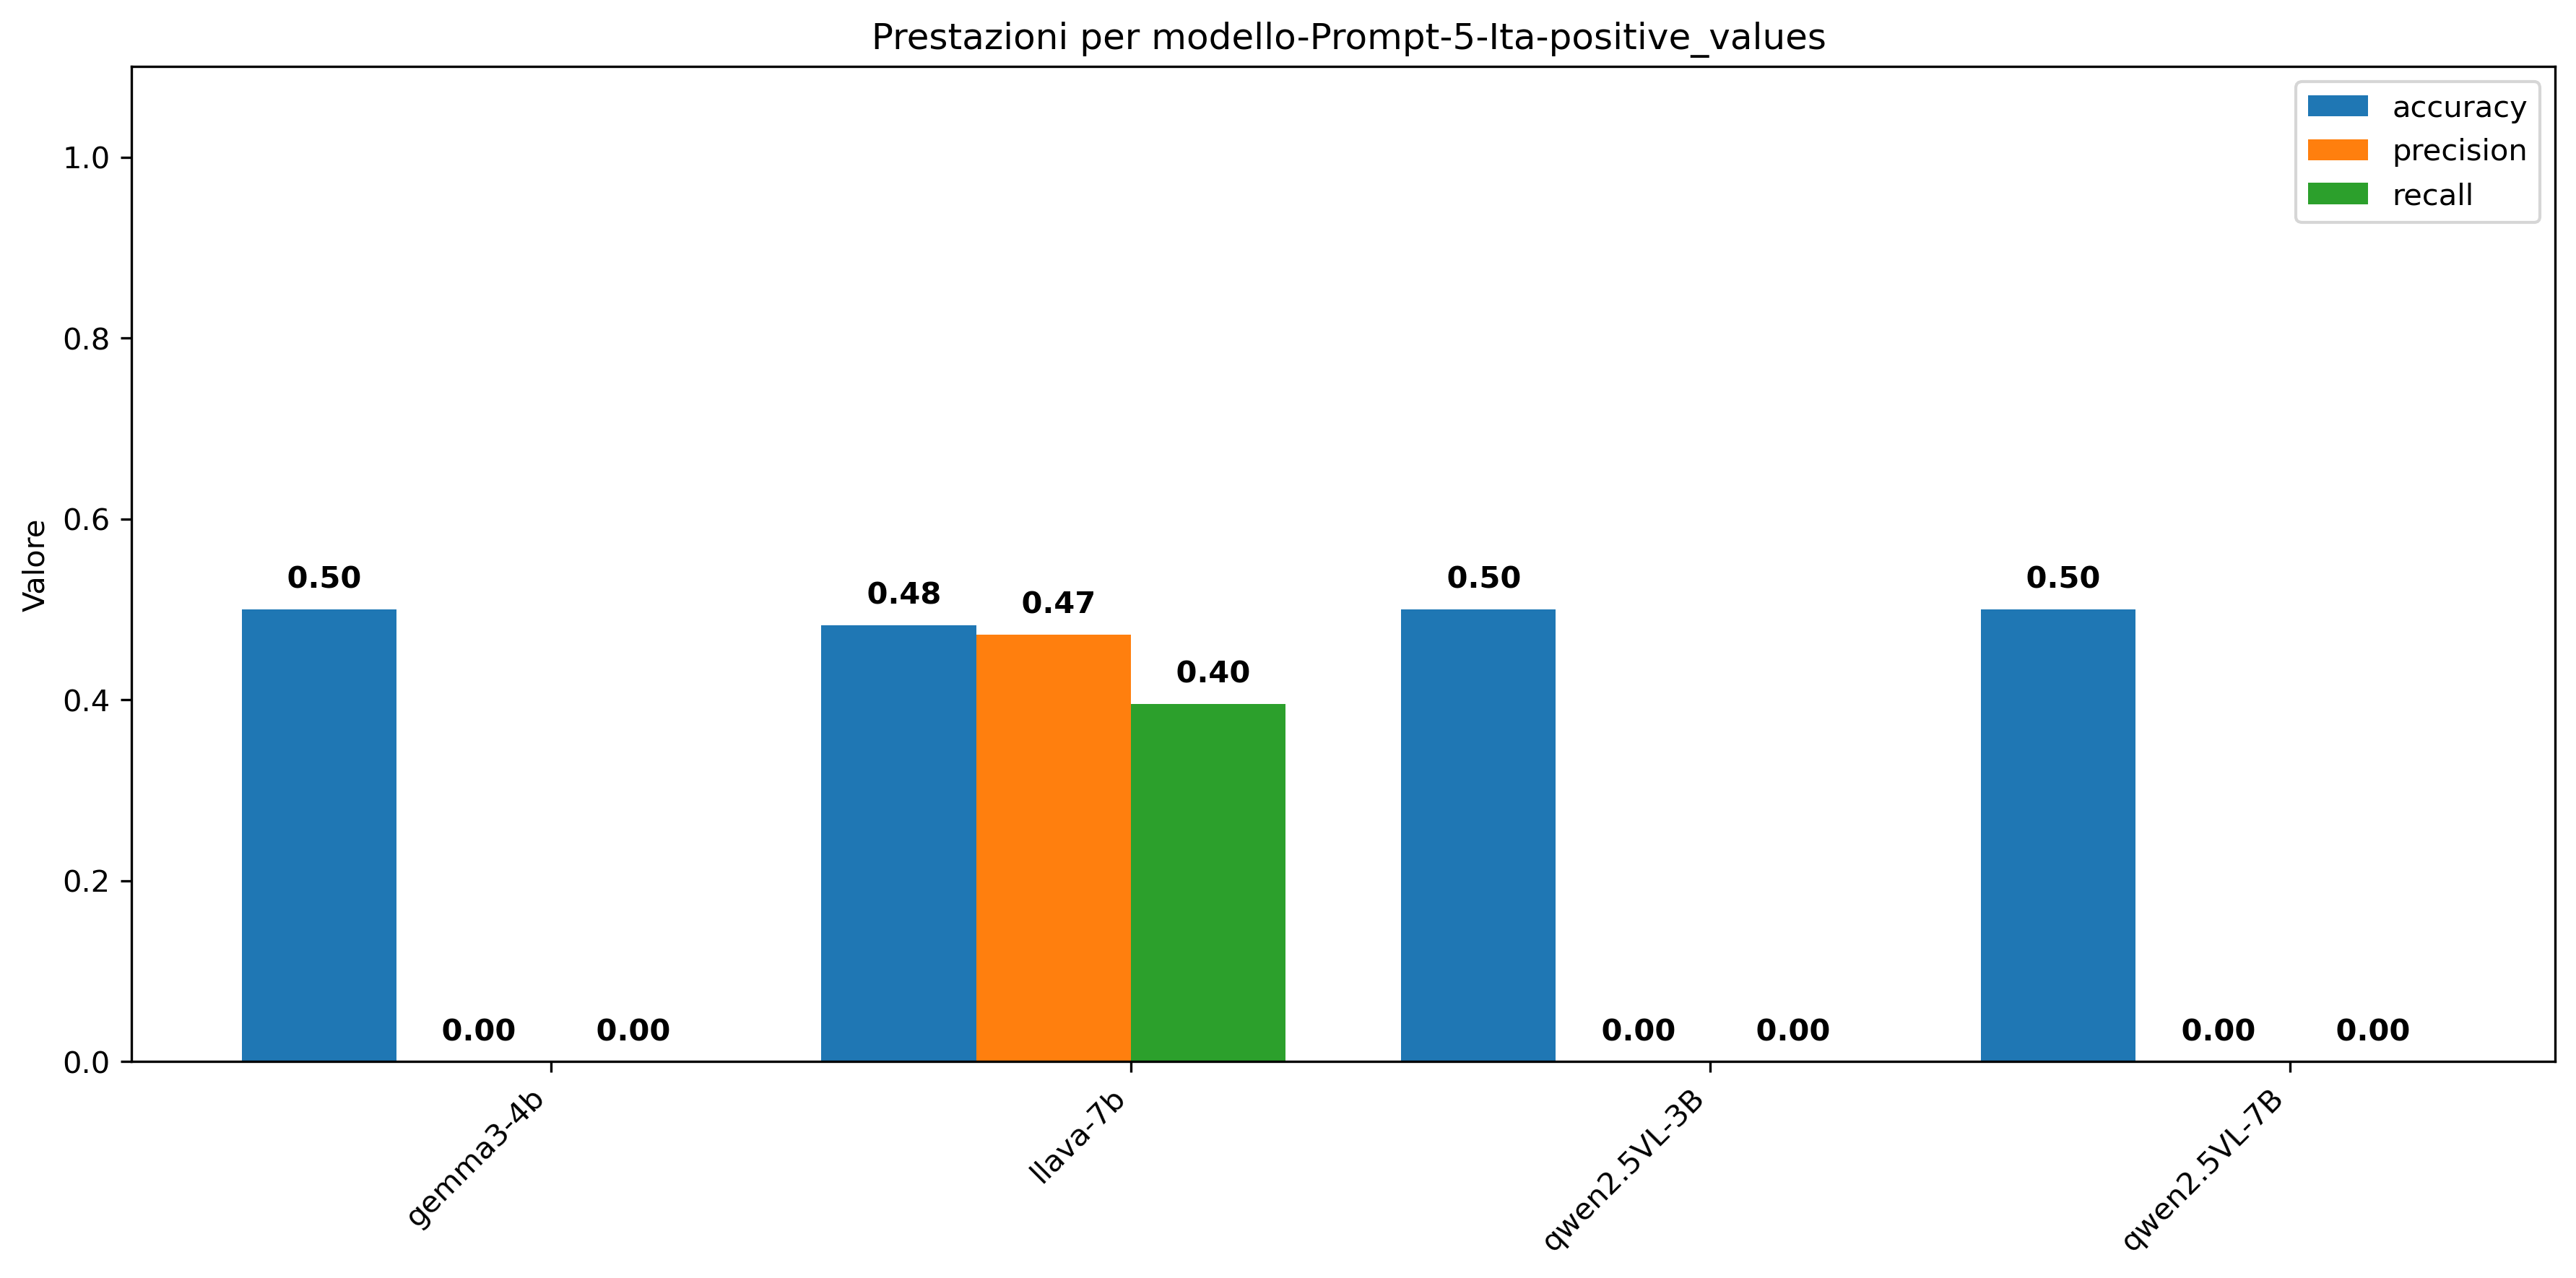 Prestazioni per modello-Prompt-5-Ita-positive_values
accuracy
precision
recall
Valore
1.0
0.8
0.6
0.4
0.2
0.0
0.50
0.00
0.00
0.48
0.47
0.40
0.50
0.00
0.00
0.50
0.00
0.00
gemma3-4b
llava-7b
qwen2.5VL-3B
qwen2.5VL-7B